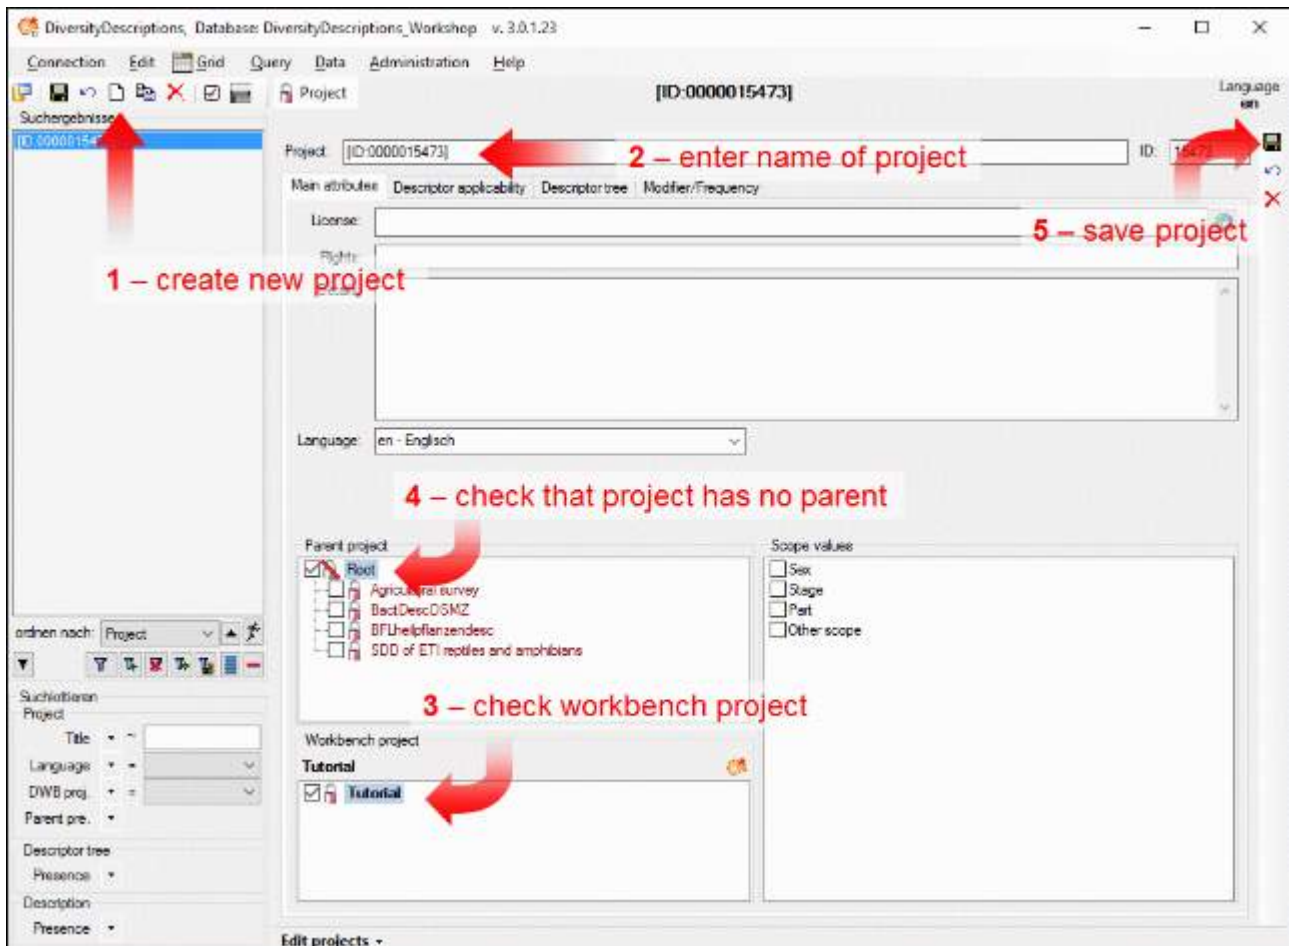 DiversityDescriptions, Database: DiversityDescriptions_Workshop v. 3.0.1.23
Connection Edit Grid Query Data Administration Help
Project [ID:0000015473] Language
en
Suchergebnisse
[ID:00000154
Project: [ID:0000015473] ID: 15473
2 – enter name of project
Main attributes Descriptor applicability Descriptor tree Modifier/Frequency
License:
5 – save project
Rights:
1 – create new project
Language: en - Englisch
4 – check that project has no parent
Parent project Scope values
Root Sex
Agricultural survey Stage
BactDescDSMZ Part
BFLheilpflanzendesc Other scope
SDD of ETI reptiles and amphibians
ordnen nach: Project
3 – check workbench project
Suchkriterien
Project
Title ~
Language =
DWB proj. =
Parent pre.
Workbench project
Tutorial
Tutorial
Descriptor tree
Presence
Description
Presence
Edit projects